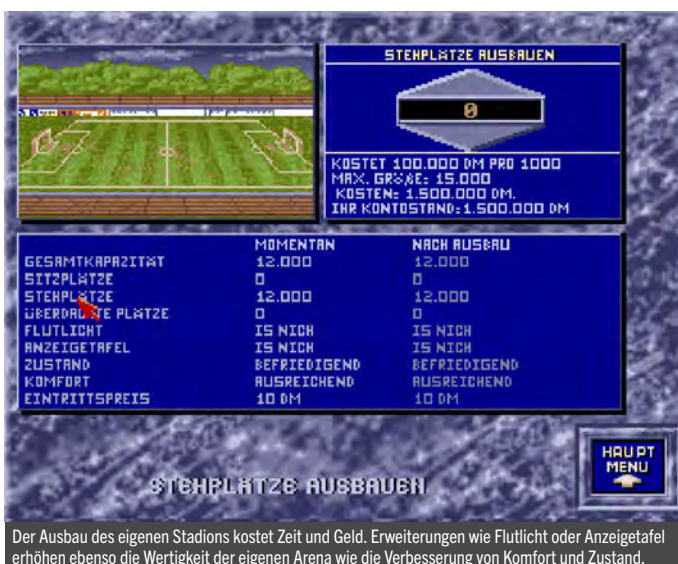 STEHPLÄTZE AUSBAUEN
0
KOSTET 100.000 DM PRO 1000
MAX. GRÖßE: 15.000
KOSTEN: 1.500.000 DM.
IHR KONTOSTAND: 1.500.000 DM
MOMENTAN NACH AUSBAU
GESAMTKAPAZITÄT 12.000 12.000
SITZPLÄTZE 0 0
STEHPLÄTZE 12.000 12.000
ÜBERDACHTE PLÄTZE 0 0
FLUTLICHT IS NICH IS NICH
ANZEIGETAFEL IS NICH IS NICH
ZUSTAND BEFRIEDIGEND BEFRIEDIGEND
KOMFORT AUSREICHEND AUSREICHEND
EINTRITTSPREIS 10 DM 10 DM
HAUPT
MENU
STEHPLÄTZE AUSBAUEN
Der Ausbau des eigenen Stadions kostet Zeit und Geld. Erweiterungen wie Flutlicht oder Anzeigetafel
erhöhen ebenso die Wertigkeit der eigenen Arena wie die Verbesserung von Komfort und Zustand.